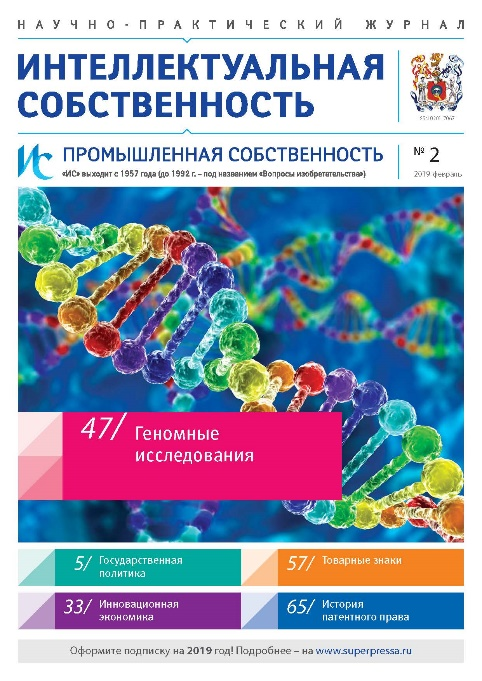 НАУЧНО-ПРАКТИЧЕСКИЙ ЖУРНАЛ
ИНТЕЛЛЕКТУАЛЬНАЯ
СОБСТВЕННОСТЬ
ИС ПРОМЫШЛЕННАЯ СОБСТВЕННОСТЬ
№ 2
«ИС» выходит с 1957 года (до 1992 г. – под названием «Вопросы изобретательства»)
2019 февраль
47/ Геномные
исследования
5/ Государственная
политика
57/ Товарные знаки
33/ Инновационная
экономика
65/ История
патентного права
Оформите подписку на 2019 год! Подробнее – на www.superpressa.ru